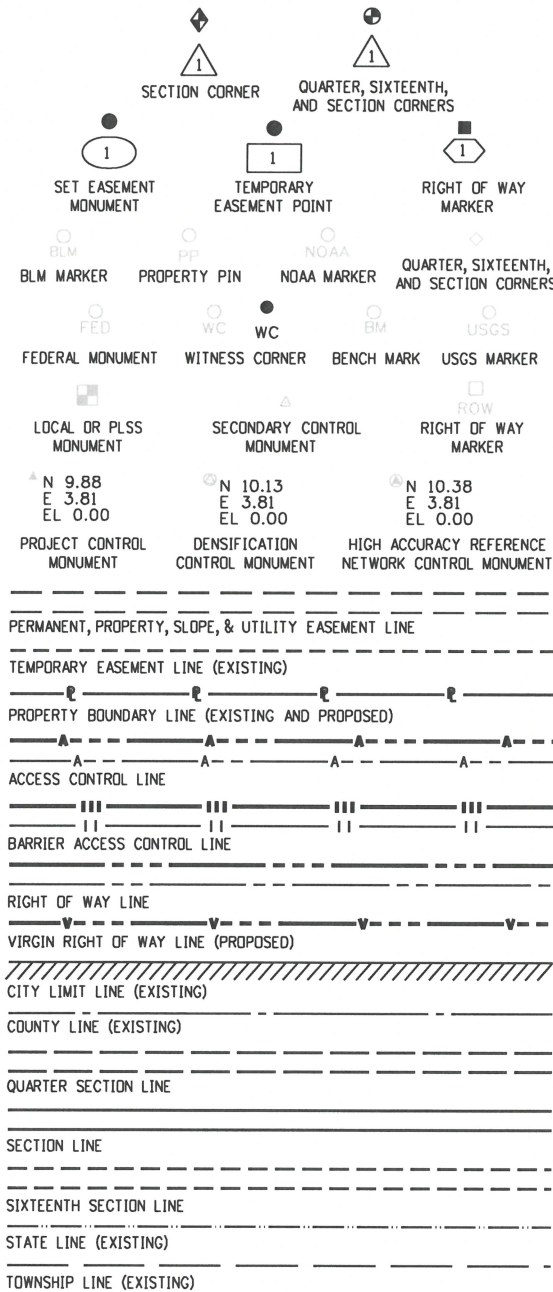 1
1
SECTION CORNER
QUARTER, SIXTEENTH,
AND SECTION CORNERS
1
1
1
SET EASEMENT
MONUMENT
TEMPORARY
EASEMENT POINT
RIGHT OF WAY
MARKER
BLM
PP
NOAA
BLM MARKER
PROPERTY PIN
NOAA MARKER
QUARTER, SIXTEENTH,
AND SECTION CORNERS
FED
WC
WC
BM
USGS
FEDERAL MONUMENT
WITNESS CORNER
BENCH MARK
USGS MARKER
ROW
LOCAL OR PLSS
MONUMENT
SECONDARY CONTROL
MONUMENT
RIGHT OF WAY
MARKER
N 9.88
E 3.81
EL 0.00
N 10.13
E 3.81
EL 0.00
N 10.38
E 3.81
EL 0.00
PROJECT CONTROL
MONUMENT
DENSIFICATION
CONTROL MONUMENT
HIGH ACCURACY REFERENCE
NETWORK CONTROL MONUMENT
PERMANENT, PROPERTY, SLOPE, & UTILITY EASEMENT LINE
TEMPORARY EASEMENT LINE (EXISTING)
PL PL PL PL
PROPERTY BOUNDARY LINE (EXISTING AND PROPOSED)
A A A A
A A A A
ACCESS CONTROL LINE
BARRIER ACCESS CONTROL LINE
RIGHT OF WAY LINE
V V V V
VIRGIN RIGHT OF WAY LINE (PROPOSED)
CITY LIMIT LINE (EXISTING)
COUNTY LINE (EXISTING)
QUARTER SECTION LINE
SECTION LINE
SIXTEENTH SECTION LINE
STATE LINE (EXISTING)
TOWNSHIP LINE (EXISTING)